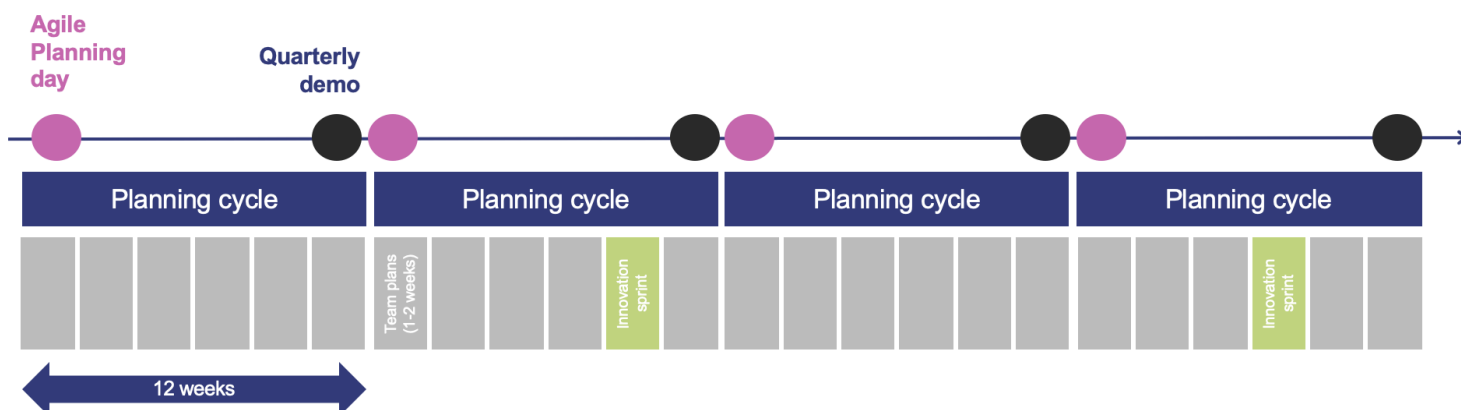 Agile
Planning
day
Quarterly
demo
Planning cycle
Planning cycle
Planning cycle
Planning cycle
Team plans
(1-2 weeks)
Innovation
sprint
Innovation
sprint
12 weeks